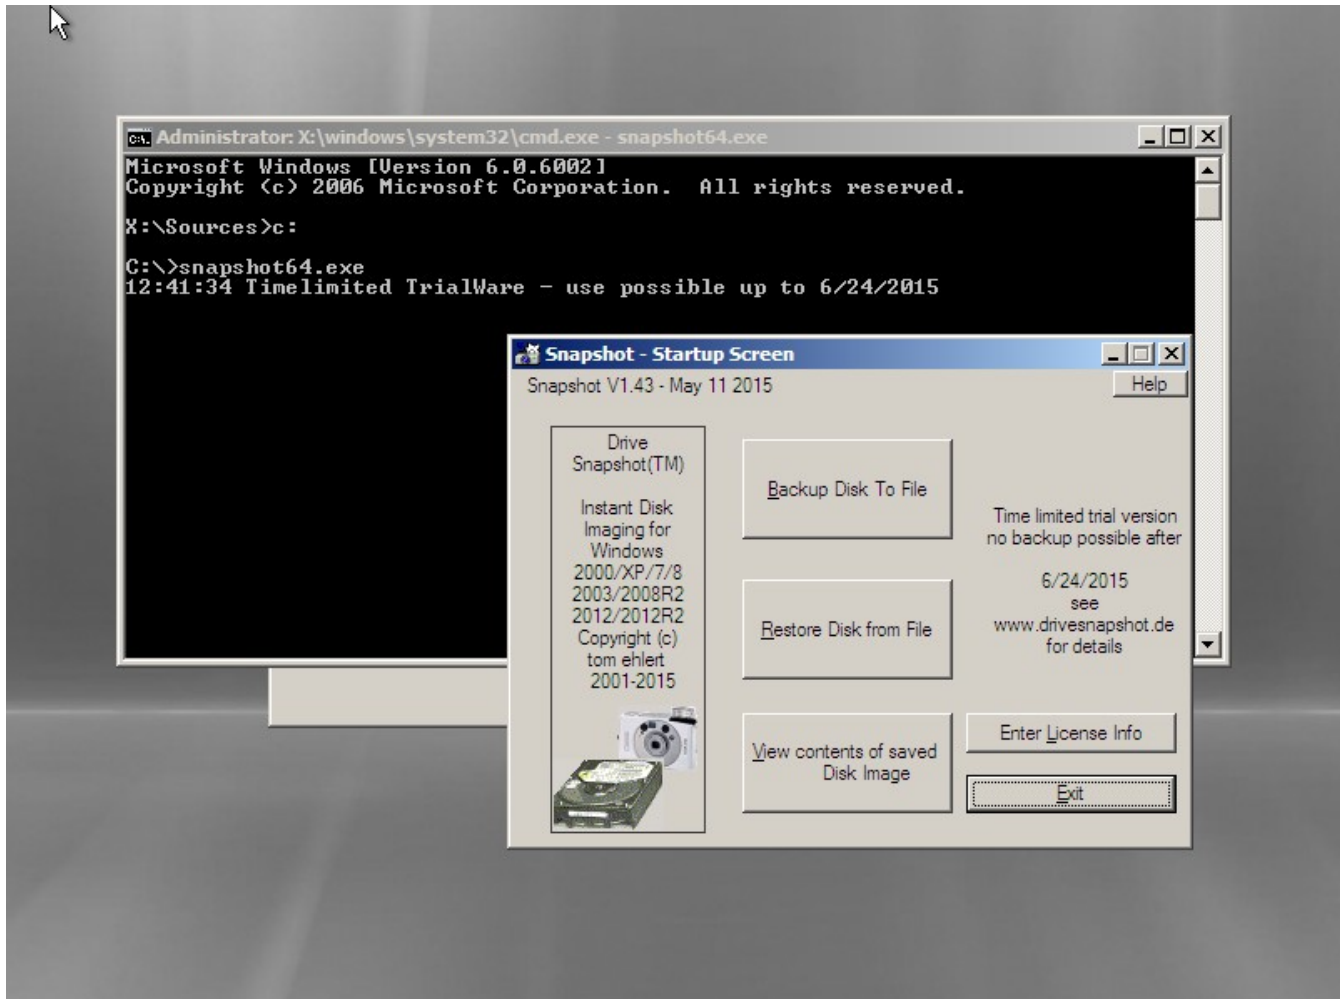 Administrator: X:\windows\system32\cmd.exe - snapshot64.exe
Microsoft Windows [Version 6.0.6002]
Copyright (c) 2006 Microsoft Corporation.  All rights reserved.
X:\Sources>c:
C:\>snapshot64.exe
12:41:34 Timelimited TrialWare - use possible up to 6/24/2015
Snapshot - Startup Screen
Snapshot V1.43 - May 11 2015
Help
Drive
Snapshot(TM)
Instant Disk
Imaging for
Windows
2000/XP/7/8
2003/2008R2
2012/2012R2
Copyright (c)
tom ehlert
2001-2015
Backup Disk To File
Restore Disk from File
View contents of saved
Disk Image
Time limited trial version
no backup possible after
6/24/2015
see
www.drivesnapshot.de
for details
Enter License Info
Exit